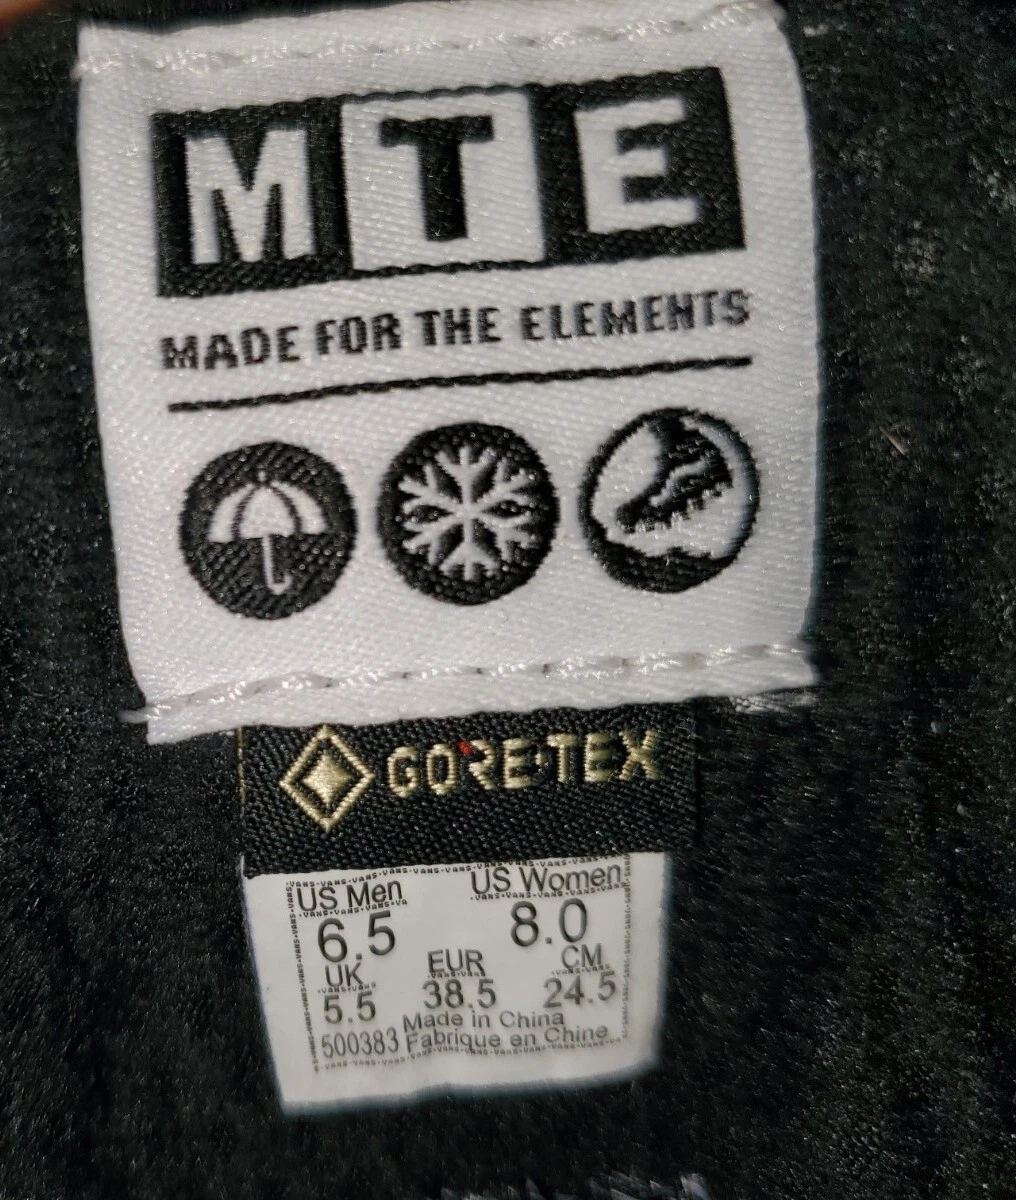 MTE
MADE FOR THE ELEMENTS
GORE-TEX
US Men US Women
6.5 8.0
UK EUR CM
5.5 38.5 24.5
Made in China
500383 Fabrique en Chine